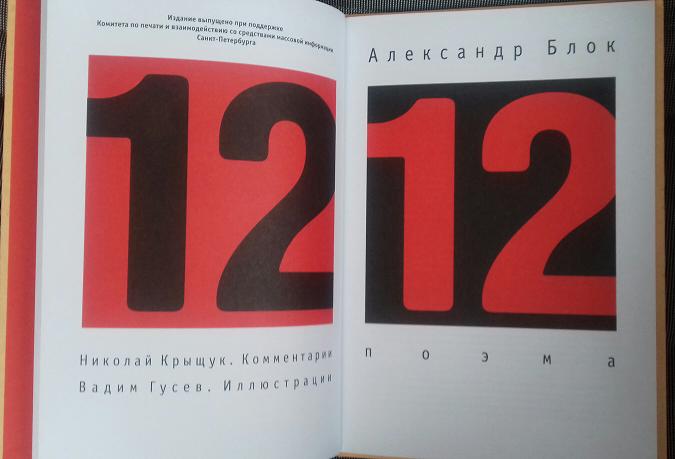 Издание выпущено при поддержке
Комитета по печати и взаимодействию со средствами массовой информации
Санкт-Петербурга
12
Николай Крыщук. Комментарии
Вадим Гусев. Иллюстрации
Александр Блок
12
поэма